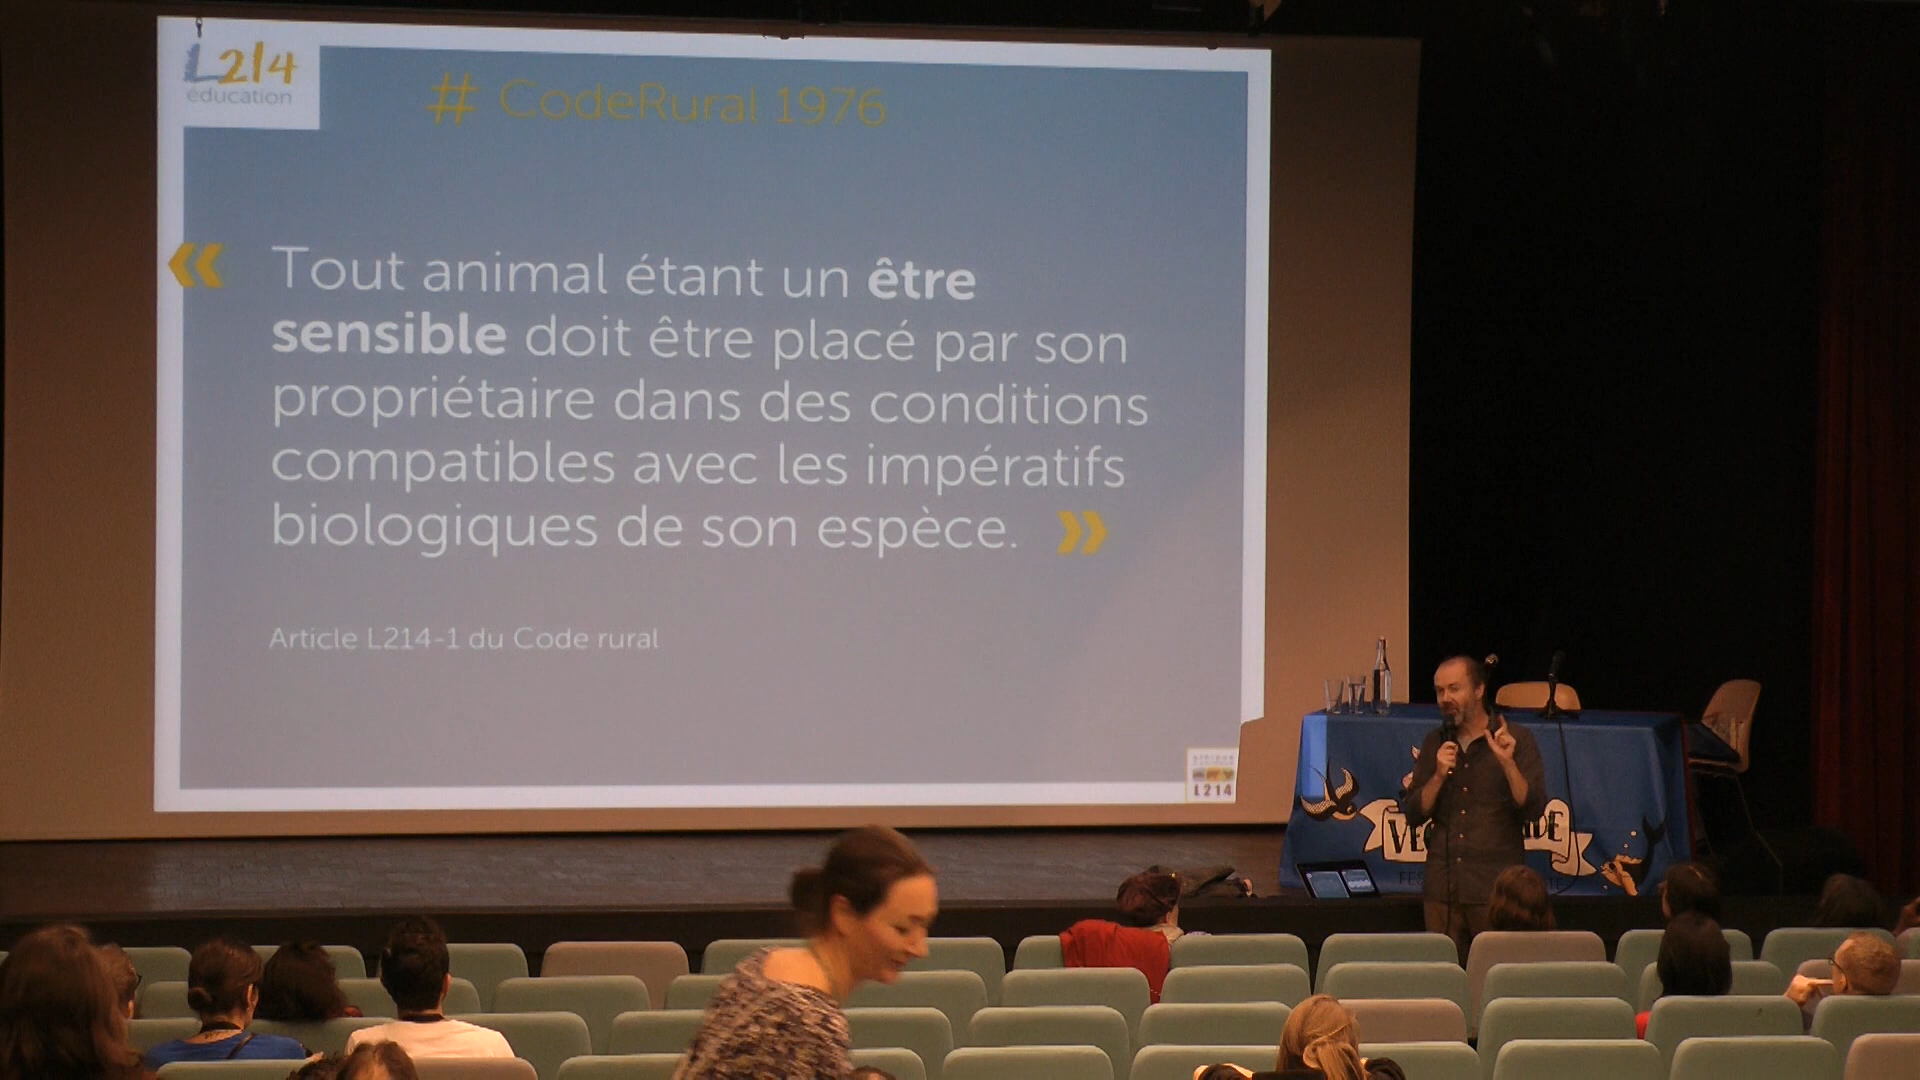 L214
éducation
# CodeRural 1976
« Tout animal étant un être
sensible doit être placé par son
propriétaire dans des conditions
compatibles avec les impératifs
biologiques de son espèce. »
Article L214-1 du Code rural
L214